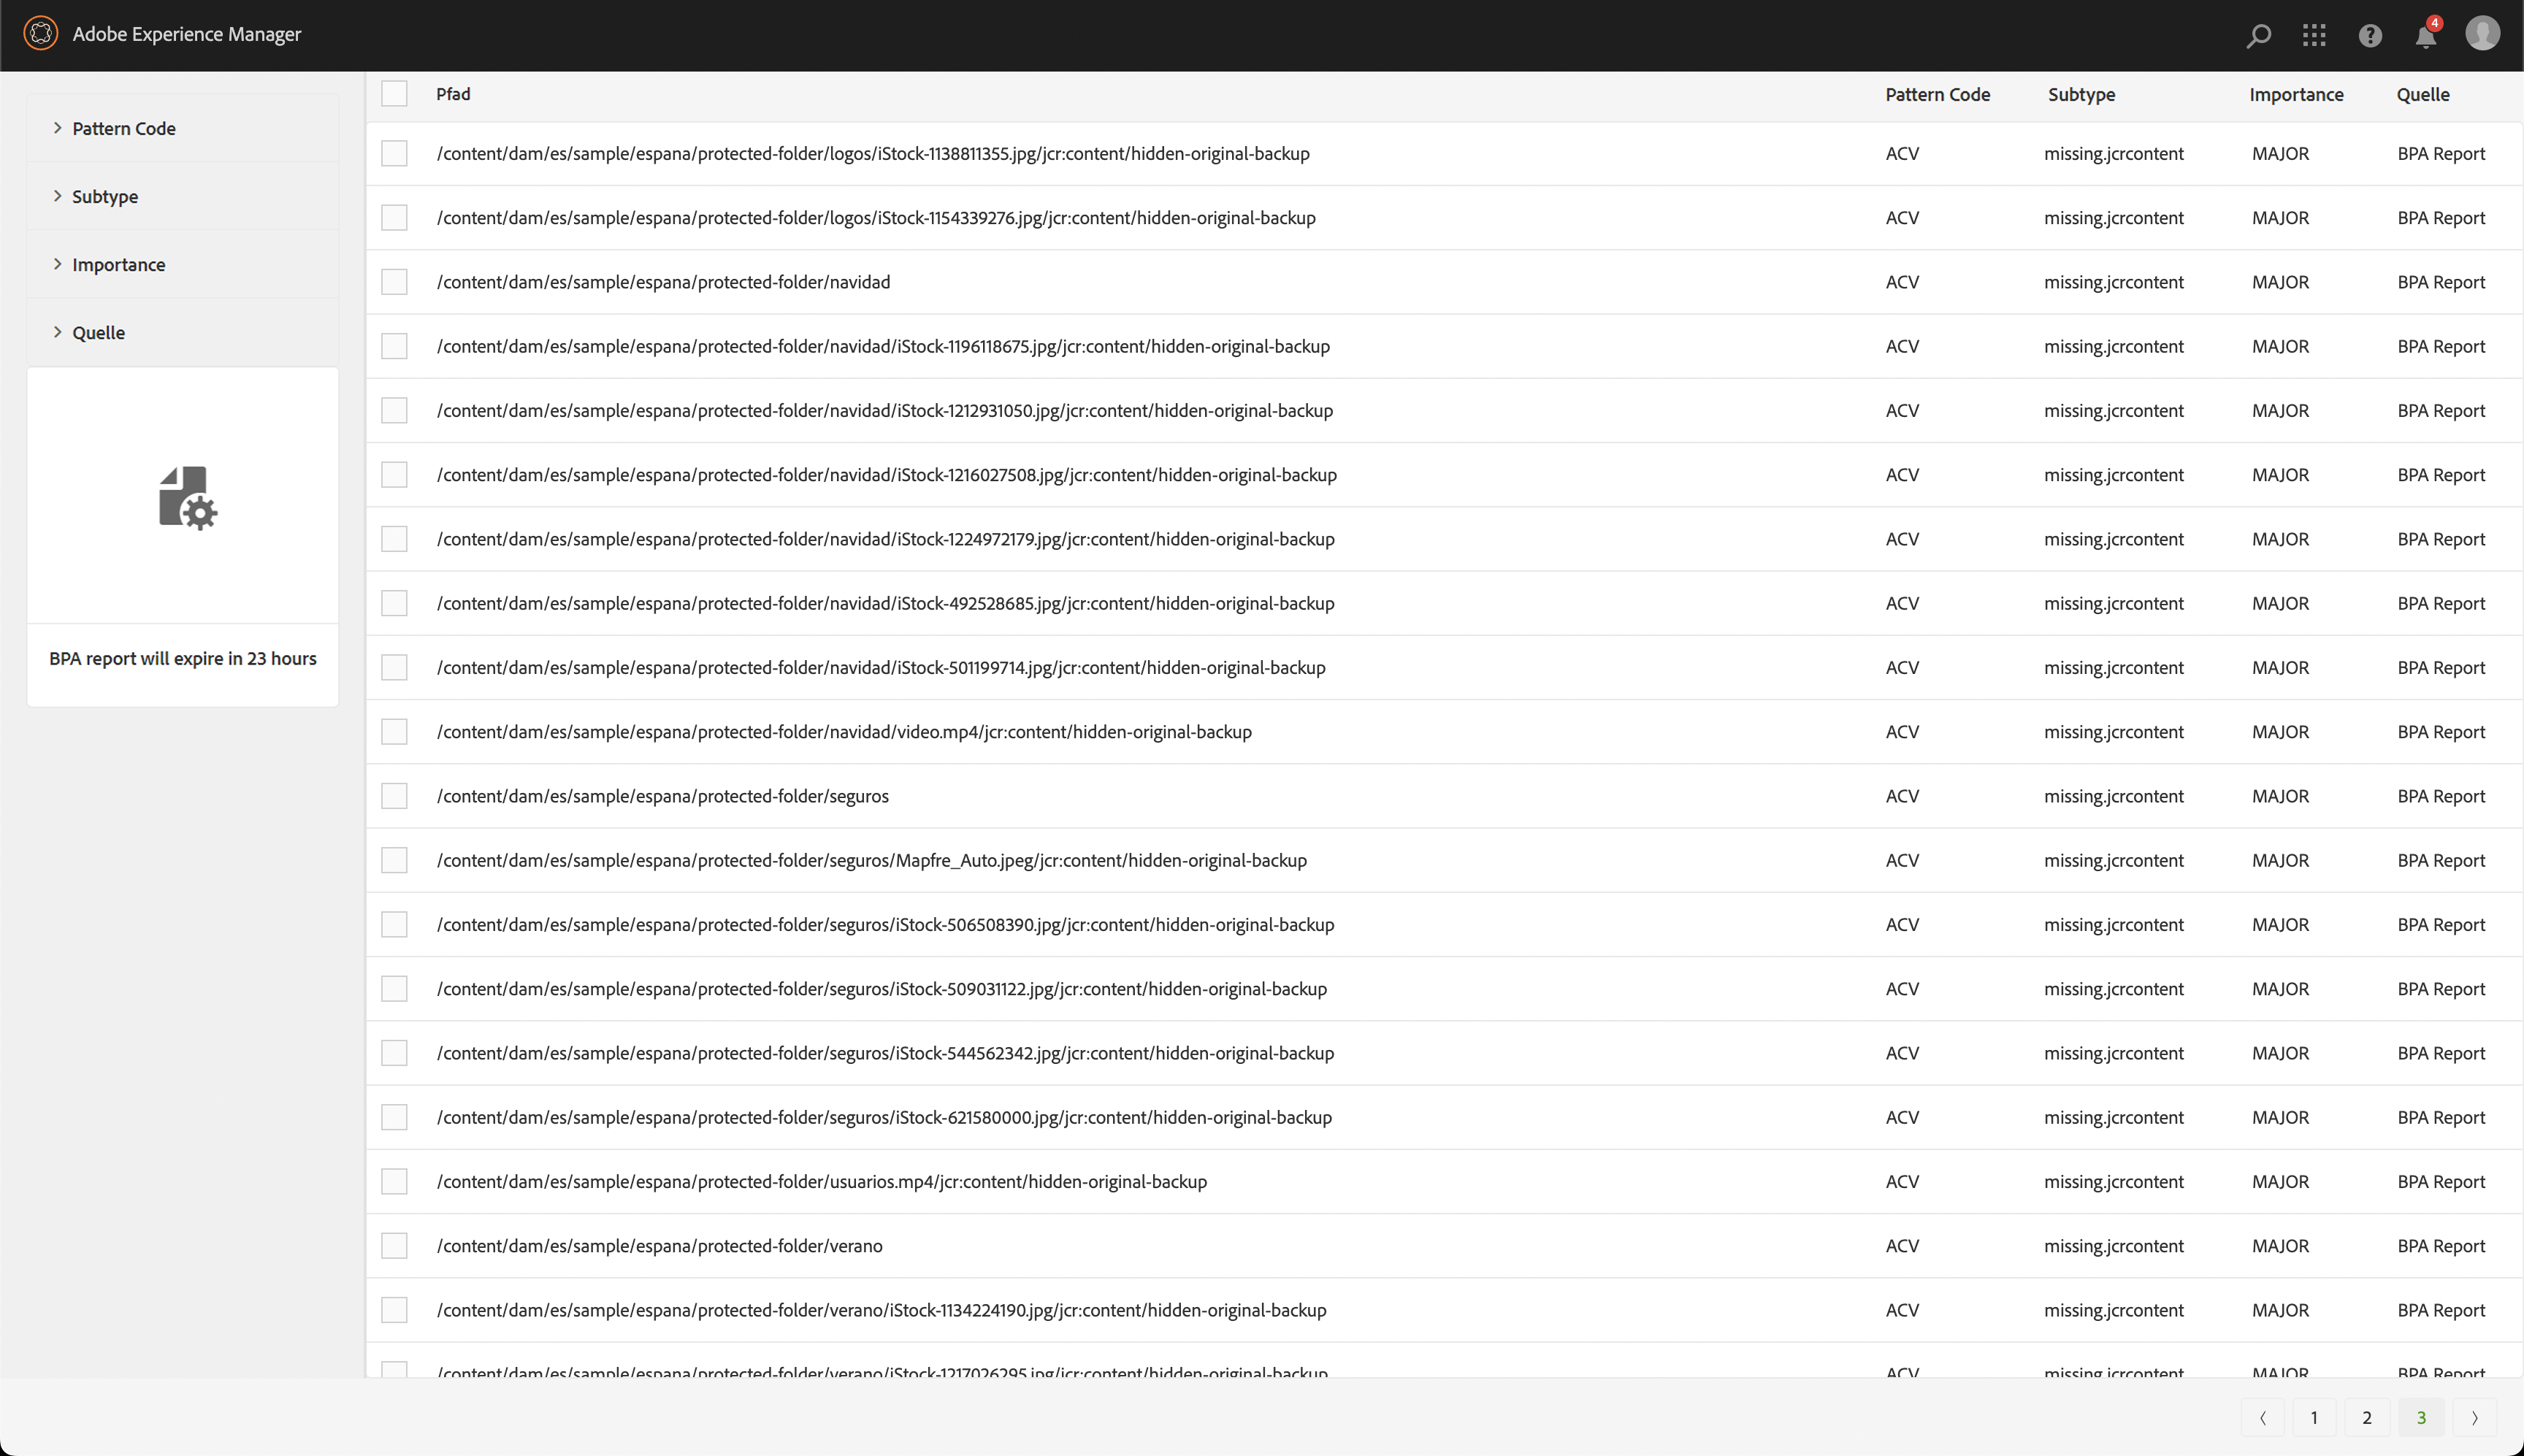 Adobe Experience Manager
4
Pattern Code
Subtype
Importance
Quelle
BPA report will expire in 23 hours
Pfad Pattern Code Subtype Importance Quelle
/content/dam/es/sample/espana/protected-folder/logos/iStock-1138811355.jpg/jcr:content/hidden-original-backup ACV missing.jcrcontent MAJOR BPA Report
/content/dam/es/sample/espana/protected-folder/logos/iStock-1154339276.jpg/jcr:content/hidden-original-backup ACV missing.jcrcontent MAJOR BPA Report
/content/dam/es/sample/espana/protected-folder/navidad ACV missing.jcrcontent MAJOR BPA Report
/content/dam/es/sample/espana/protected-folder/navidad/iStock-1196118675.jpg/jcr:content/hidden-original-backup ACV missing.jcrcontent MAJOR BPA Report
/content/dam/es/sample/espana/protected-folder/navidad/iStock-1212931050.jpg/jcr:content/hidden-original-backup ACV missing.jcrcontent MAJOR BPA Report
/content/dam/es/sample/espana/protected-folder/navidad/iStock-1216027508.jpg/jcr:content/hidden-original-backup ACV missing.jcrcontent MAJOR BPA Report
/content/dam/es/sample/espana/protected-folder/navidad/iStock-1224972179.jpg/jcr:content/hidden-original-backup ACV missing.jcrcontent MAJOR BPA Report
/content/dam/es/sample/espana/protected-folder/navidad/iStock-492528685.jpg/jcr:content/hidden-original-backup ACV missing.jcrcontent MAJOR BPA Report
/content/dam/es/sample/espana/protected-folder/navidad/iStock-501199714.jpg/jcr:content/hidden-original-backup ACV missing.jcrcontent MAJOR BPA Report
/content/dam/es/sample/espana/protected-folder/navidad/video.mp4/jcr:content/hidden-original-backup ACV missing.jcrcontent MAJOR BPA Report
/content/dam/es/sample/espana/protected-folder/seguros ACV missing.jcrcontent MAJOR BPA Report
/content/dam/es/sample/espana/protected-folder/seguros/Mapfre_Auto.jpeg/jcr:content/hidden-original-backup ACV missing.jcrcontent MAJOR BPA Report
/content/dam/es/sample/espana/protected-folder/seguros/iStock-506508390.jpg/jcr:content/hidden-original-backup ACV missing.jcrcontent MAJOR BPA Report
/content/dam/es/sample/espana/protected-folder/seguros/iStock-509031122.jpg/jcr:content/hidden-original-backup ACV missing.jcrcontent MAJOR BPA Report
/content/dam/es/sample/espana/protected-folder/seguros/iStock-544562342.jpg/jcr:content/hidden-original-backup ACV missing.jcrcontent MAJOR BPA Report
/content/dam/es/sample/espana/protected-folder/seguros/iStock-621580000.jpg/jcr:content/hidden-original-backup ACV missing.jcrcontent MAJOR BPA Report
/content/dam/es/sample/espana/protected-folder/usuarios.mp4/jcr:content/hidden-original-backup ACV missing.jcrcontent MAJOR BPA Report
/content/dam/es/sample/espana/protected-folder/verano ACV missing.jcrcontent MAJOR BPA Report
/content/dam/es/sample/espana/protected-folder/verano/iStock-1134224190.jpg/jcr:content/hidden-original-backup ACV missing.jcrcontent MAJOR BPA Report
/content/dam/es/sample/espana/protected-folder/verano/iStock-1217026295.jpg/jcr:content/hidden-original-backup ACV missing.jcrcontent MAJOR BPA Report
1 2 3